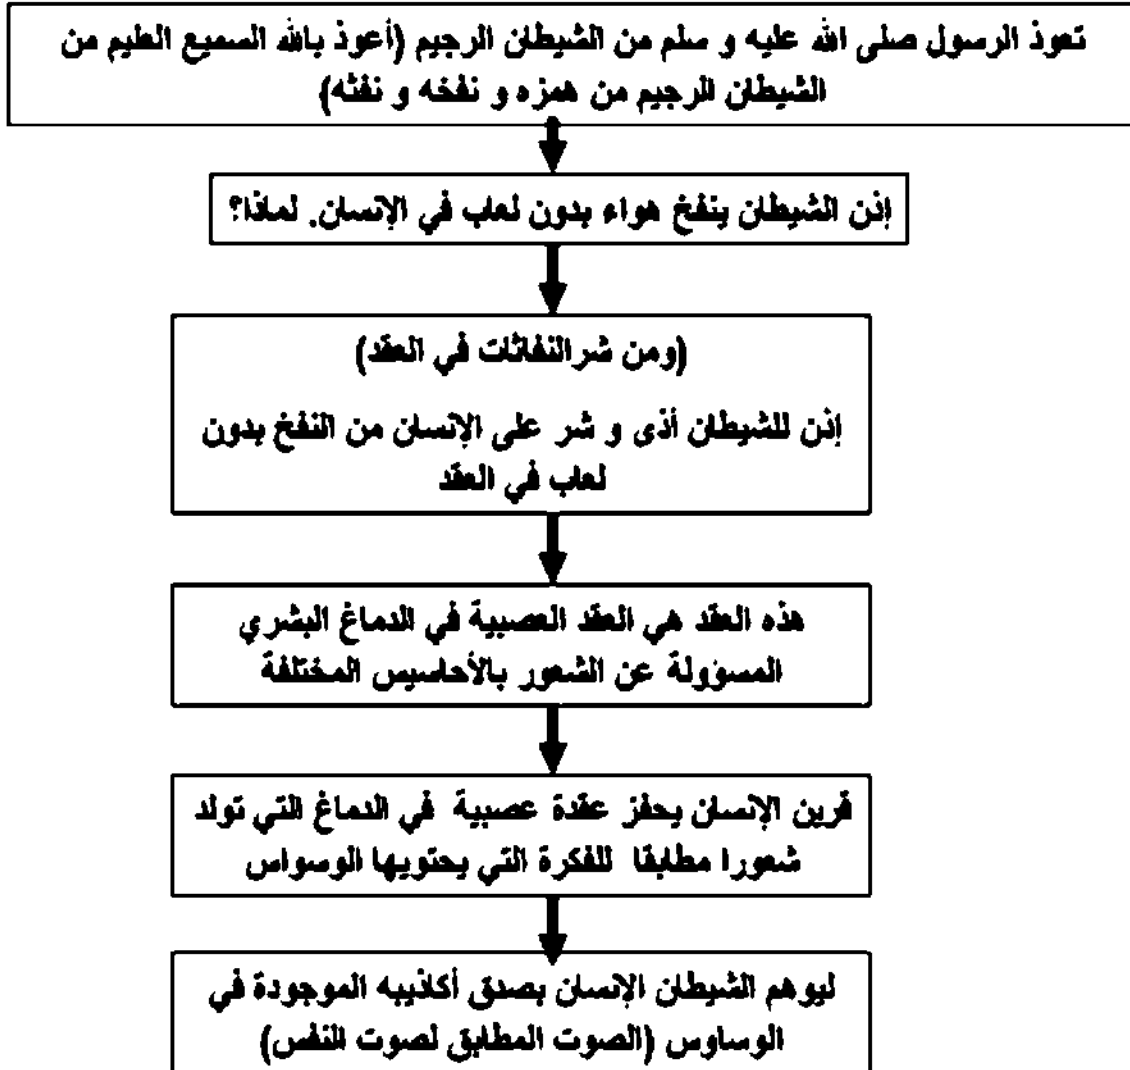 تعوذ الرسول صلى الله عليه و سلم من الشيطان الرجيم (أعوذ بالله السميع العليم من
الشيطان الرجيم من همزه و نفخه و نفثه)
إذن الشيطان ينفخ هواء بدون لعاب في الإنسان. لماذا؟
(ومن شرالنفاثات في العقد)
إذن للشيطان أذى و شر على الإنسان من النفخ بدون
لعاب في العقد
هذه العقد هي العقد العصبية في الدماغ البشري
المسؤولة عن الشعور بالأحاسيس المختلفة
قرين الإنسان يحفز عقدة عصبية في الدماغ التي تولد
شعورا مطابقا للفكرة التي يحتويها الوسواس
ليوهم الشيطان الإنسان بصدق أكاذيبه الموجودة في
الوساوس (الصوت المطابق لصوت النفس)